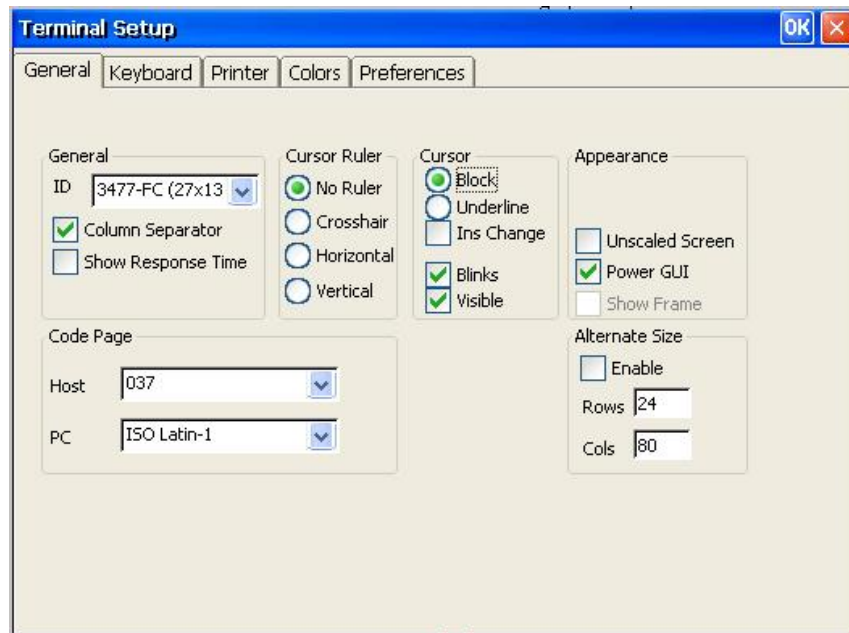 Terminal Setup OK
General Keyboard Printer Colors Preferences
General
ID 3477-FC (27x13
Column Separator
Show Response Time
Cursor Ruler
No Ruler
Crosshair
Horizontal
Vertical
Cursor
Block
Underline
Ins Change
Blinks
Visible
Appearance
Unscaled Screen
Power GUI
Show Frame
Code Page
Host 037
PC ISO Latin-1
Alternate Size
Enable
Rows 24
Cols 80